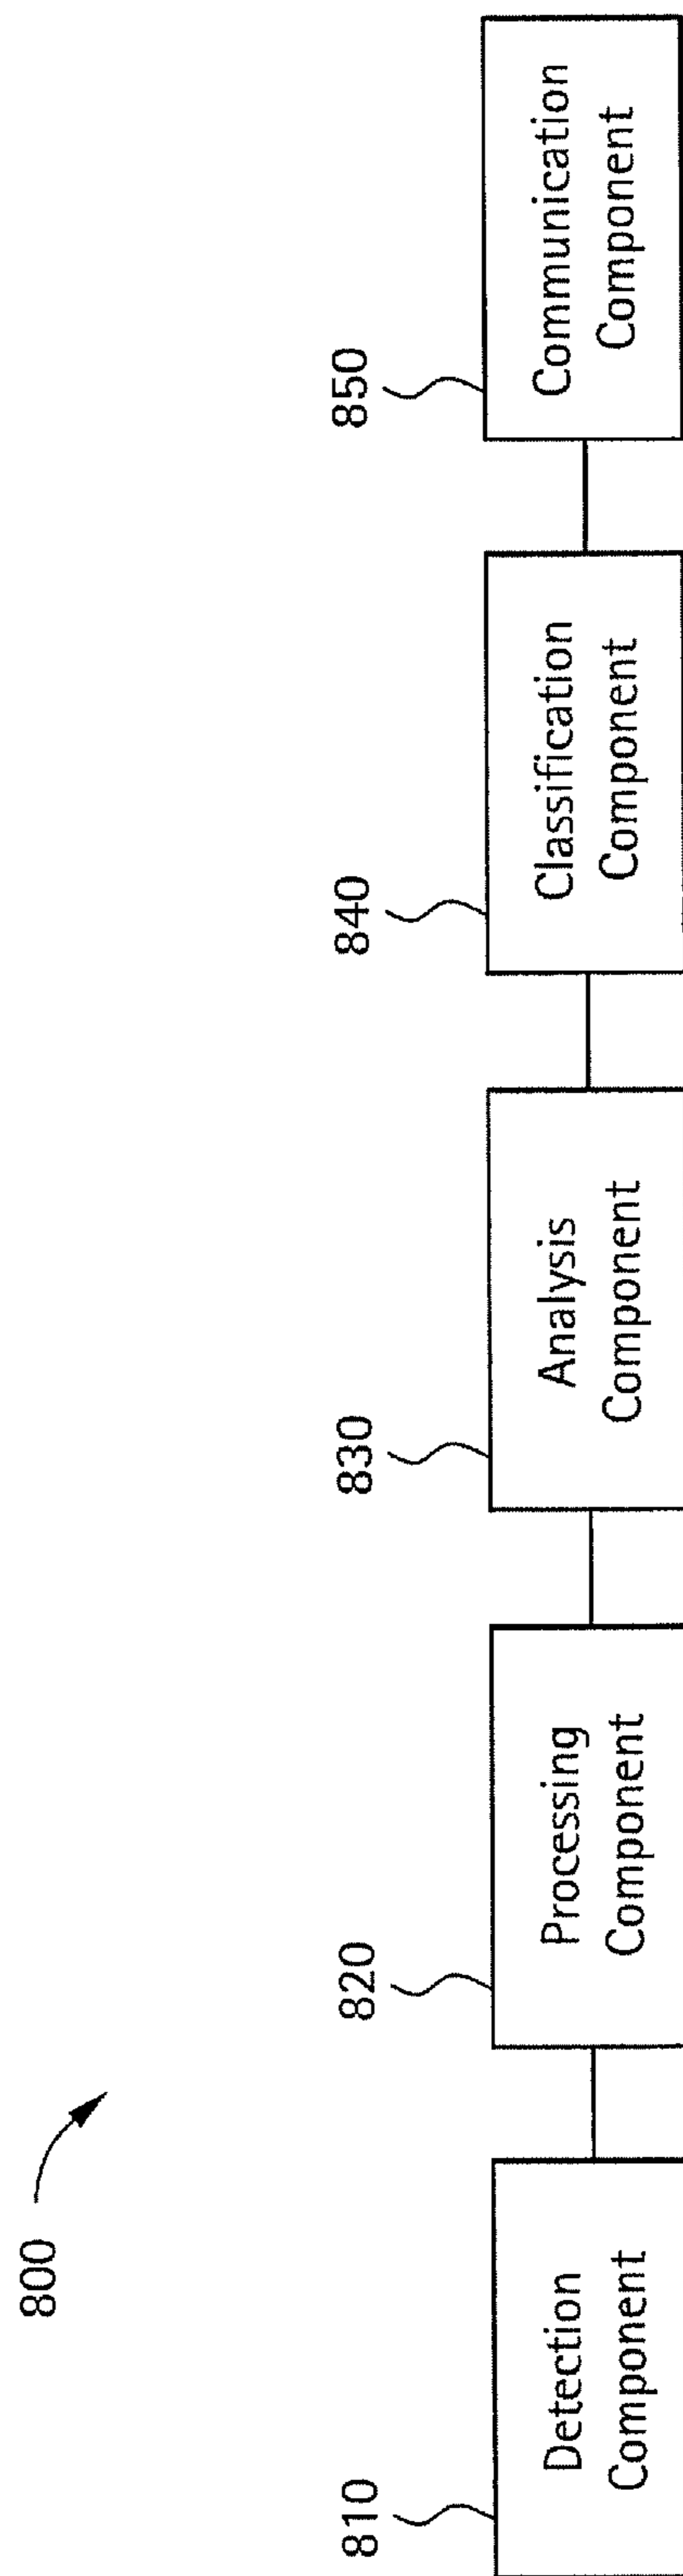 800
810
Detection
Component
820
Processing
Component
830
Analysis
Component
840
Classification
Component
850
Communication
Component